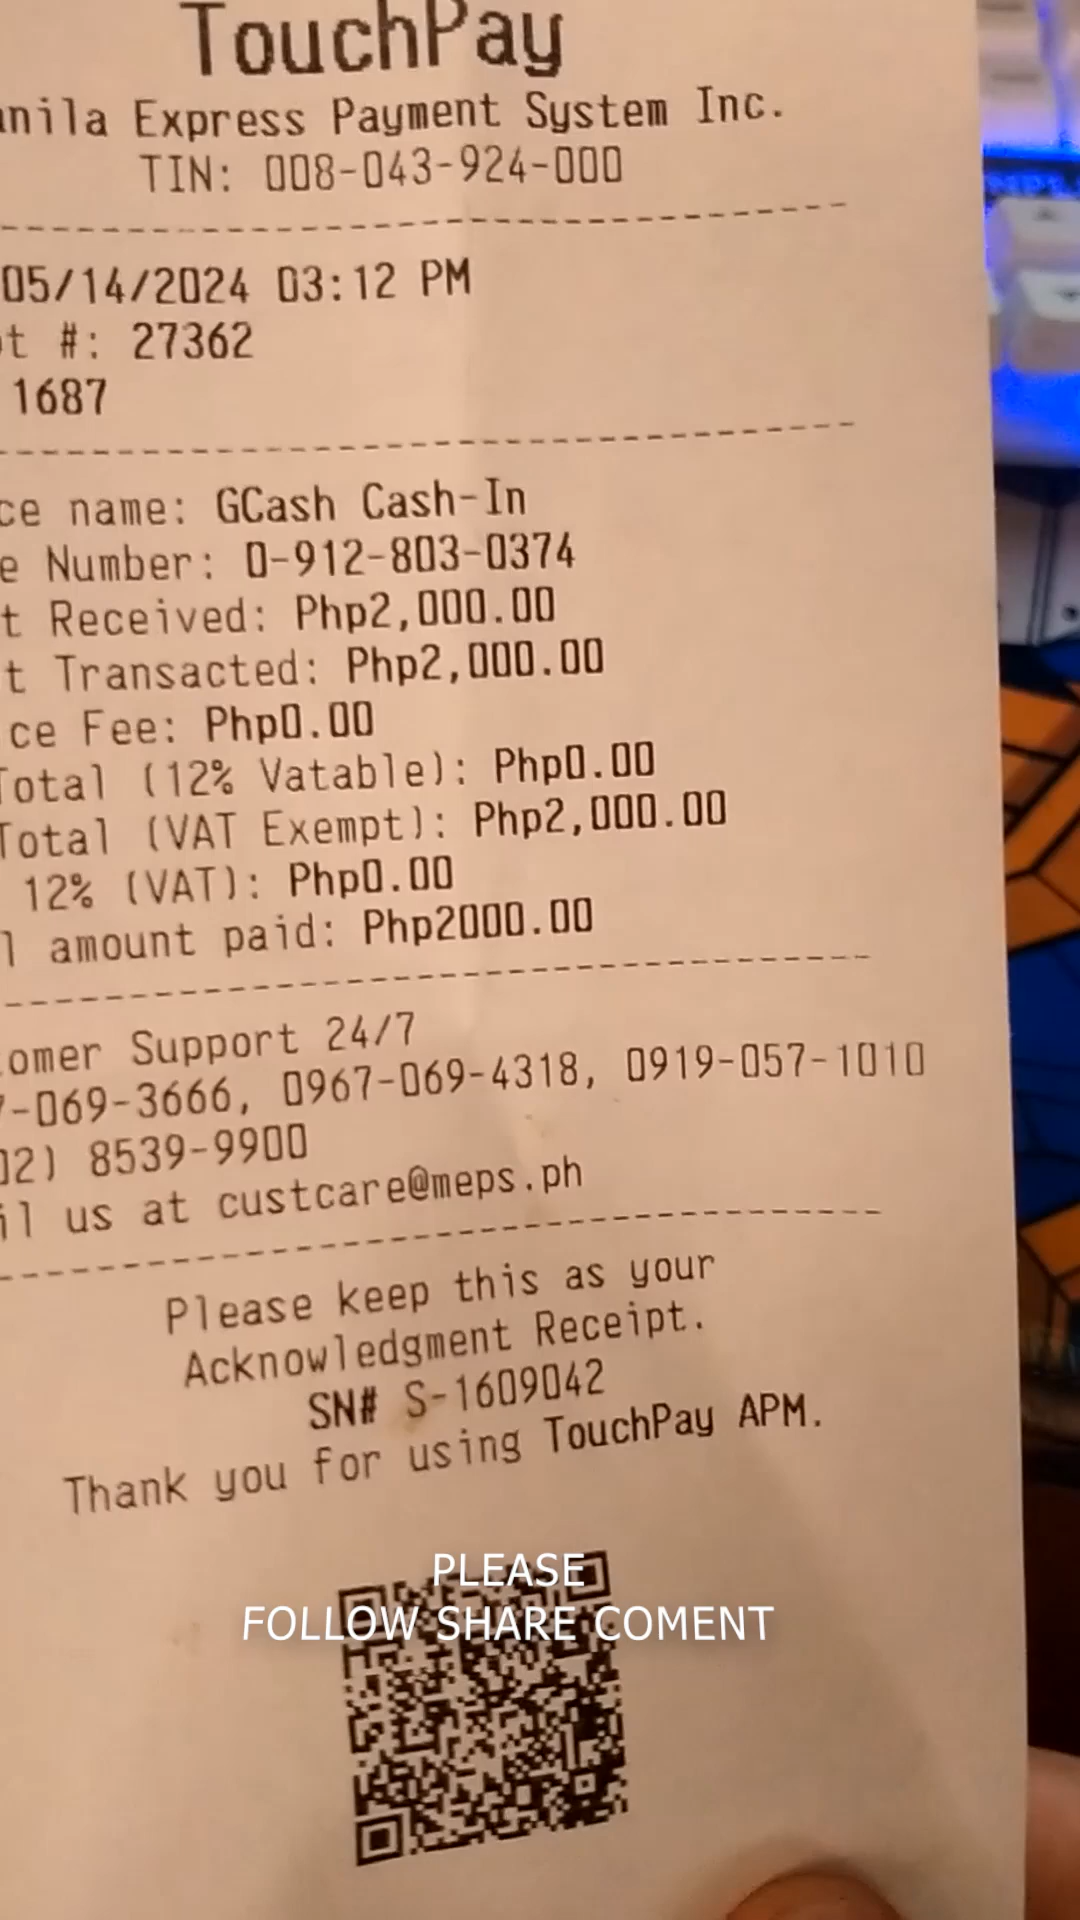 TouchPay
anila Express Payment System Inc.
TIN: 008-043-924-000
05/14/2024 03:12 PM
t #: 27362
1687
ce name: GCash Cash-In
e Number: 0-912-803-0374
t Received: Php2,000.00
t Transacted: Php2,000.00
ce Fee: Php0.00
Total (12% Vatable): Php0.00
Total (VAT Exempt): Php2,000.00
12% (VAT): Php0.00
l amount paid: Php2000.00
omer Support 24/7
7-069-3666, 0967-069-4318, 0919-057-1010
02) 8539-9900
il us at custcare@meps.ph
Please keep this as your
Acknowledgment Receipt.
SN# S-1609042
Thank you for using TouchPay APM.
PLEASE
FOLLOW SHARE COMENT